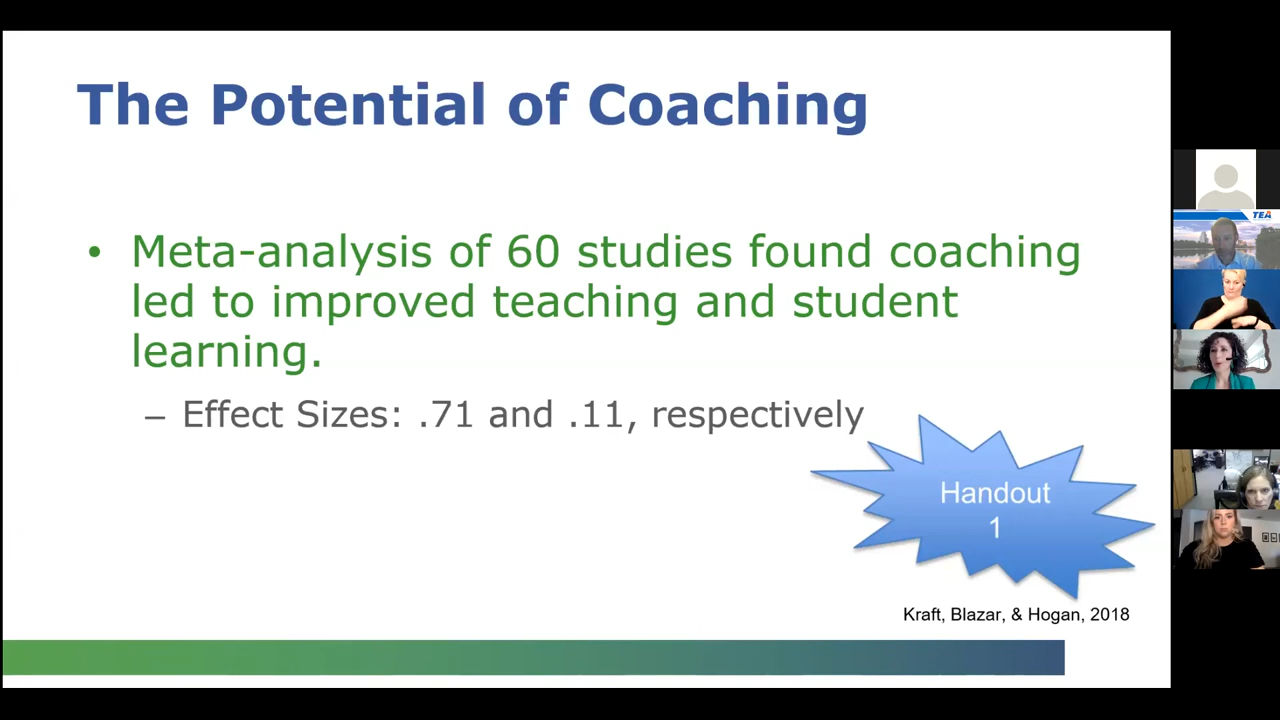 The Potential of Coaching
• Meta-analysis of 60 studies found coaching
led to improved teaching and student
learning.
– Effect Sizes: .71 and .11, respectively
Handout
1
Kraft, Blazar, & Hogan, 2018
TEA